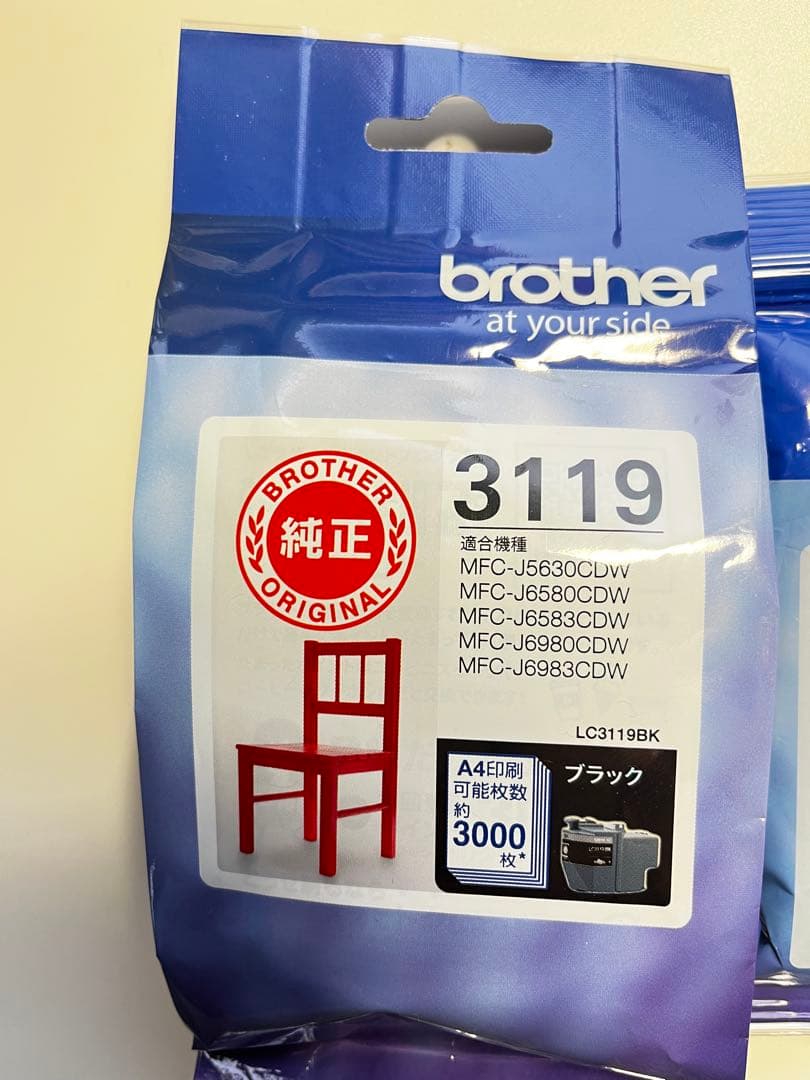 brother
at your side
BROTHER
純正
ORIGINAL
3119
適合機種
MFC-J5630CDW
MFC-J6580CDW
MFC-J6583CDW
MFC-J6980CDW
MFC-J6983CDW
LC3119BK
A4印刷
可能枚数
約
3000
枚*
ブラック